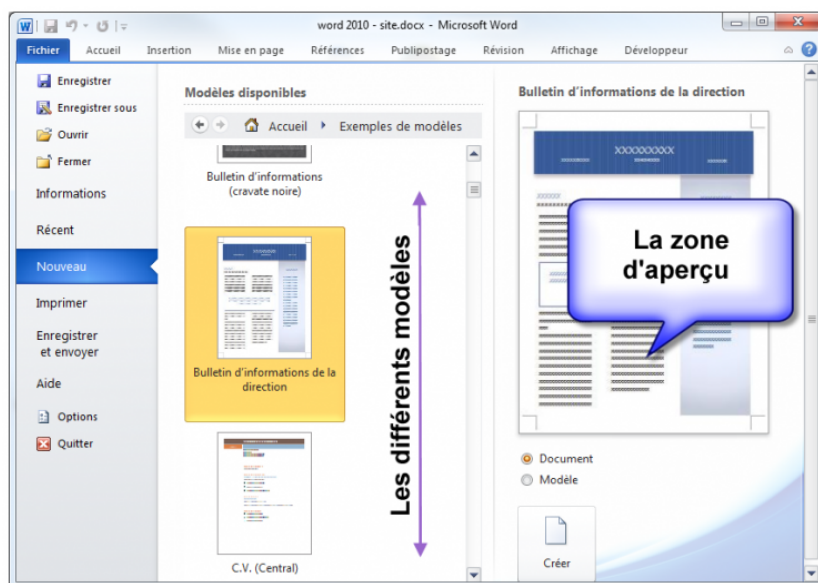 word 2010 - site.docx - Microsoft Word
Fichier Accueil Insertion Mise en page Références Publipostage Révision Affichage Développeur
Enregistrer
Enregistrer sous
Ouvrir
Fermer
Informations
Récent
Nouveau
Imprimer
Enregistrer
et envoyer
Aide
Options
Quitter
Modèles disponibles
Accueil Exemples de modèles
Bulletin d'informations
(cravate noire)
Bulletin d'informations de la
direction
C.V. (Central)
Les différents modèles
Bulletin d'informations de la direction
XXXXXXXXX
La zone
d'aperçu
Document
Modèle
Créer